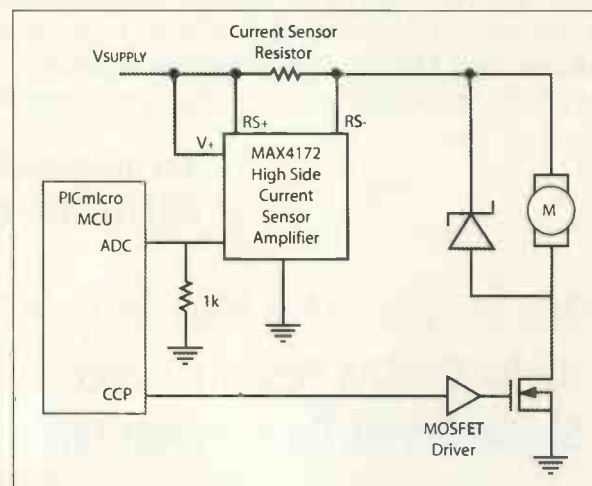 Current Sensor
Resistor
VSUPPLY
RS+
RS-
V+
MAX4172
High Side
Current
Sensor
Amplifier
PICmicro
MCU
ADC
M
1k
CCP
MOSFET
Driver